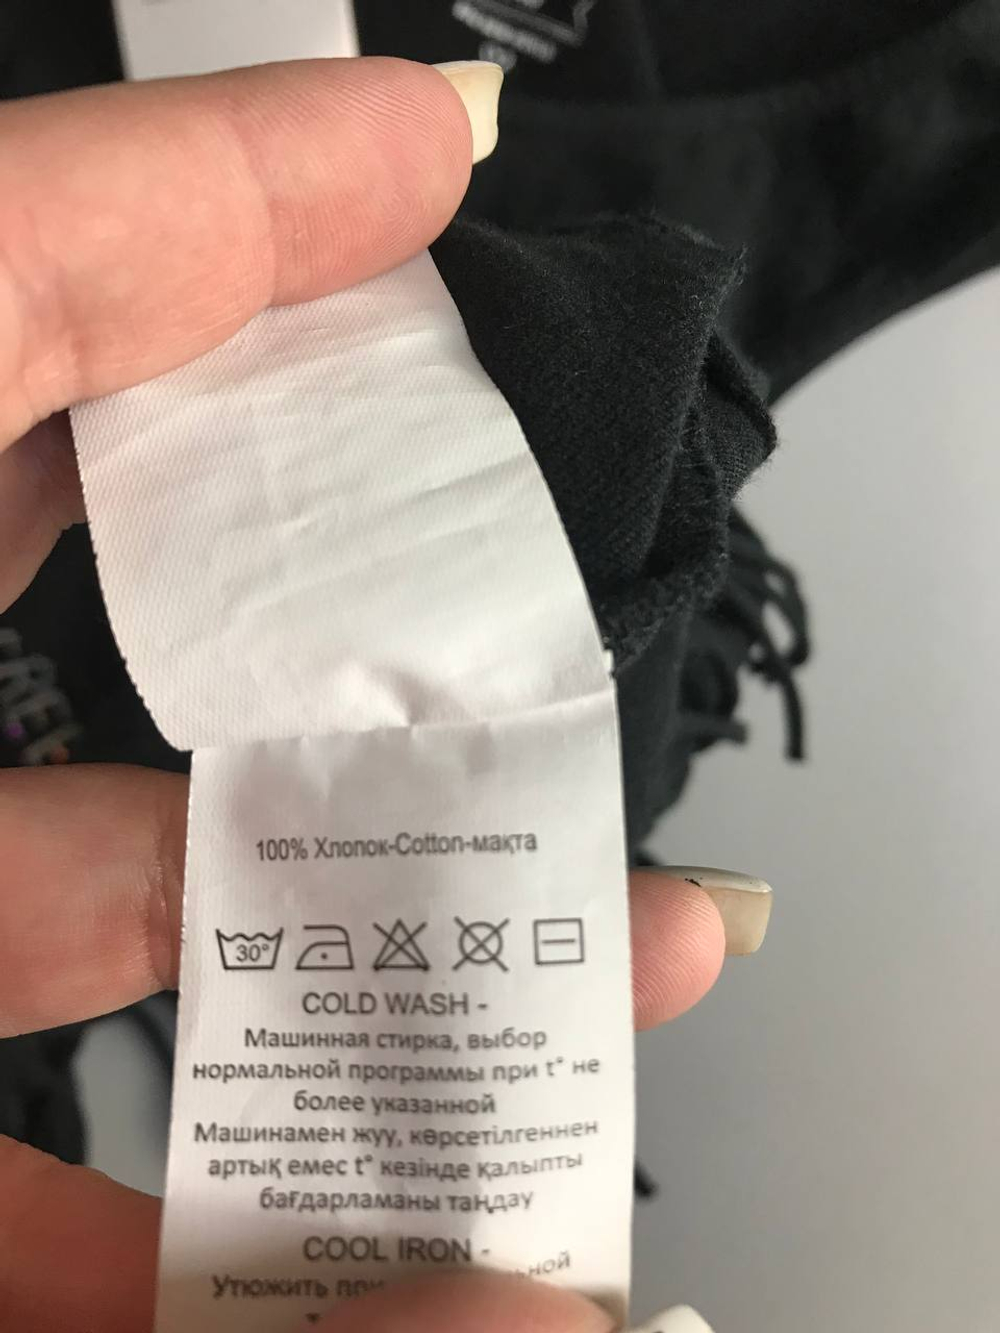 100% Хлопок-Cotton-мақта
30°
COLD WASH -
Машинная стирка, выбор
нормальной программы при t° не
более указанной
Машинамен жуу, көрсетілгеннен
артық емес t° кезінде қалыпты
бағдарламаны таңдау
COOL IRON -
Утюжить